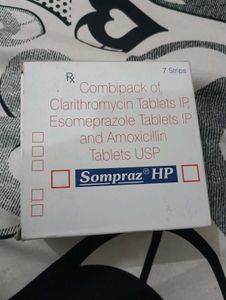 Rx 7 Strips
Combipack of
Clarithromycin Tablets IP,
Esomeprazole Tablets IP
and Amoxicillin
Tablets USP
Sompraz® HP